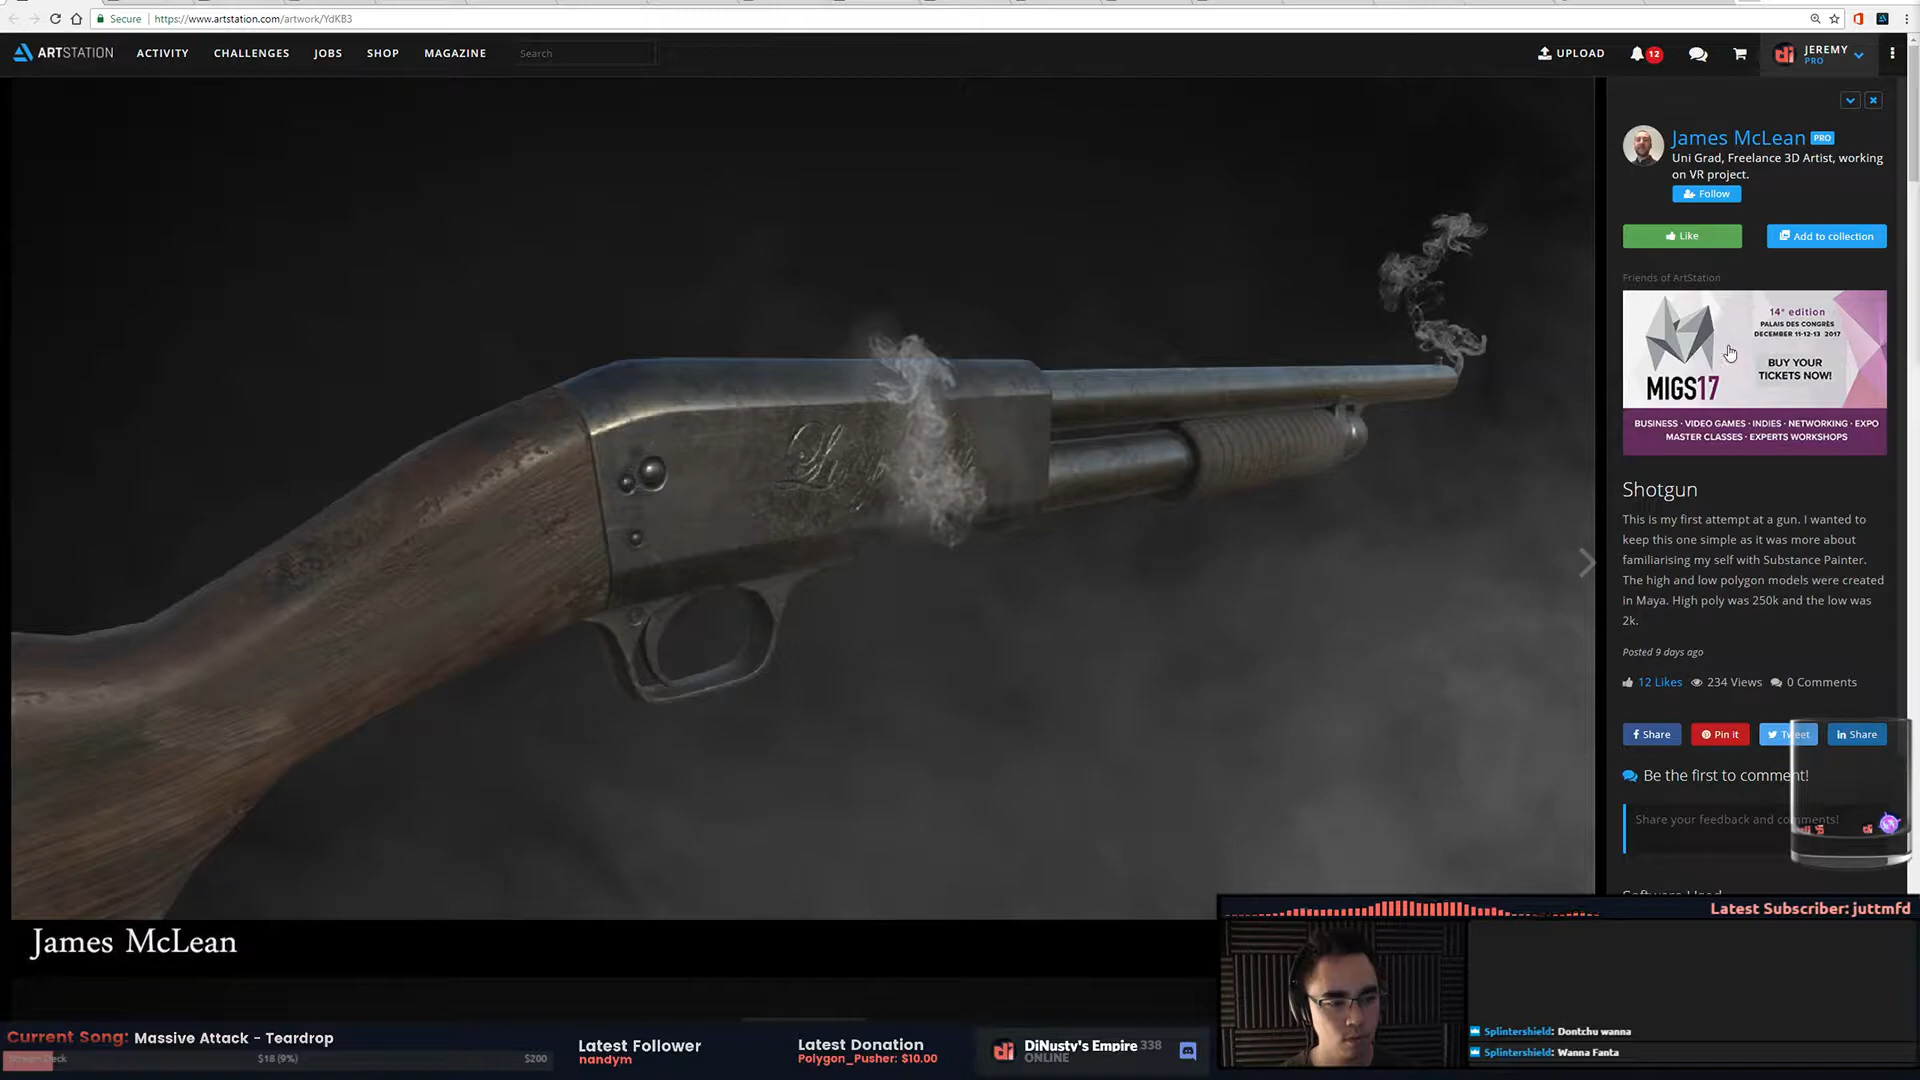 Secure
https://www.artstation.com/artwork/YdKB3
ARTSTATION
ACTIVITY
CHALLENGES
JOBS
SHOP
MAGAZINE
Search
UPLOAD
12
JEREMY
PRO
James McLean PRO
Uni Grad, Freelance 3D Artist, working
on VR project.
Follow
Like
Add to collection
Friends of ArtStation
14e edition
PALAIS DES CONGRÈS
DECEMBER 11-12-13 2017
BUY YOUR
TICKETS NOW!
MIGS17
BUSINESS · VIDEO GAMES · INDIES · NETWORKING · EXPO
MASTER CLASSES · EXPERTS WORKSHOPS
Shotgun
This is my first attempt at a gun. I wanted to
keep this one simple as it was more about
familiarising my self with Substance Painter.
The high and low polygon models were created
in Maya. High poly was 250k and the low was
2k.
Posted 9 days ago
12 Likes
234 Views
0 Comments
Share
Pin it
Tweet
Share
Be the first to comment!
Share your feedback and comments!
James McLean
Latest Subscriber: juttmfd
Splintershield: Dontchu wanna
Splintershield: Wanna Fanta
Current Song: Massive Attack - Teardrop
$18 (9%)
$200
Latest Follower
nandym
Latest Donation
Polygon_Pusher: $10.00
DiNusty's Empire 338
ONLINE